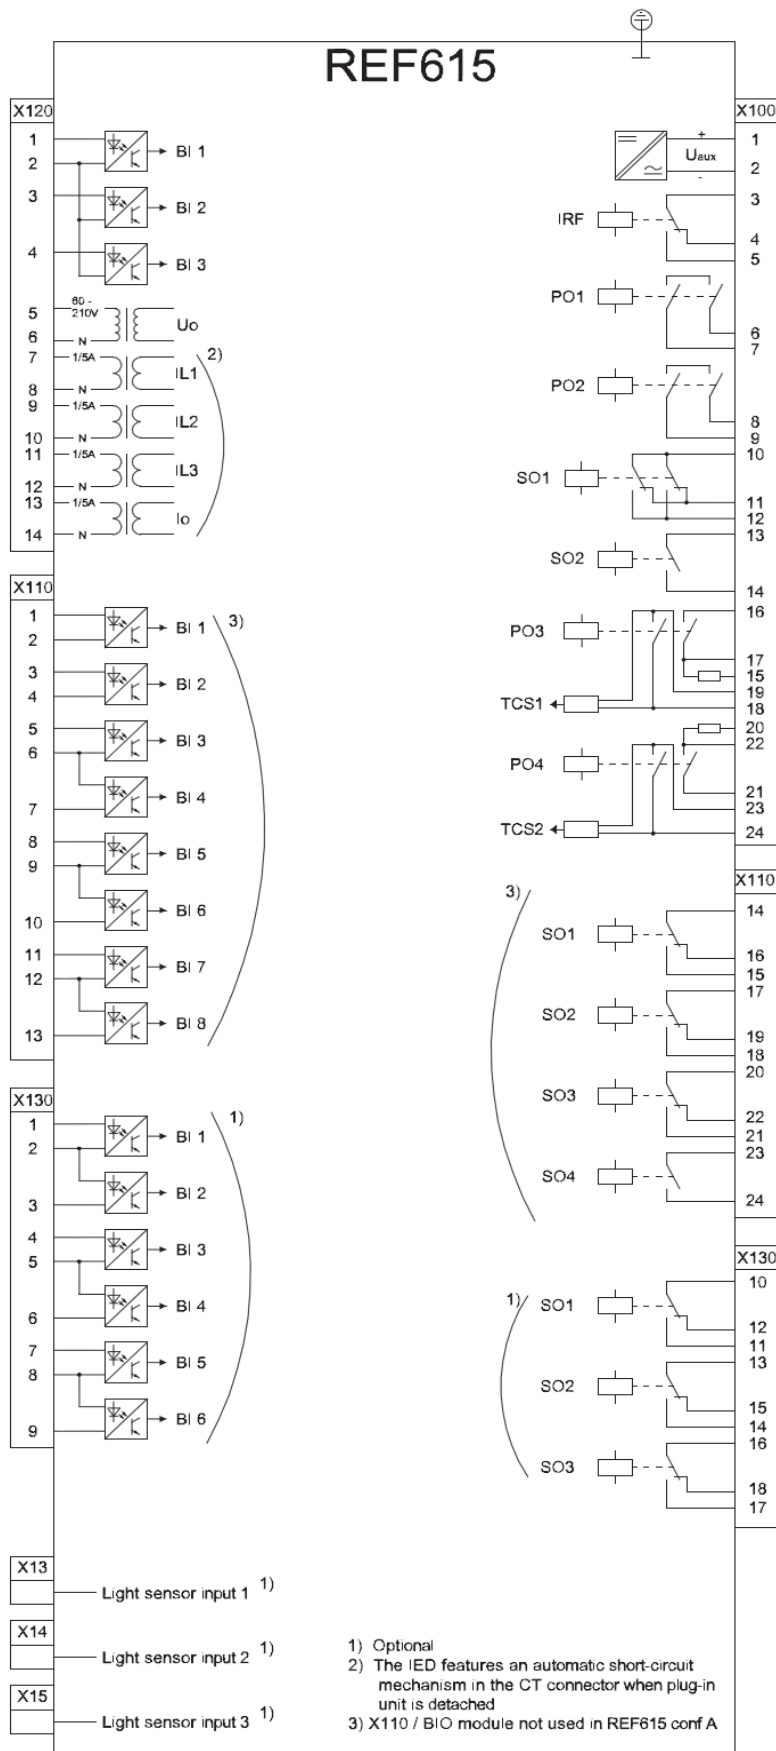 REF615
X120
1
2
BI 1
3
BI 2
4
BI 3
5
60 -
210V
6
N
Uo
7
1/5A
2)
IL1
8
N
9
1/5A
IL2
10
N
11
1/5A
IL3
12
N
13
1/5A
Io
14
N
X110
1
2
BI 1
3)
3
4
BI 2
5
6
BI 3
BI 4
7
8
9
BI 5
BI 6
10
11
12
BI 7
BI 8
13
X130
1
2
BI 1
1)
BI 2
3
4
5
BI 3
BI 4
6
7
8
BI 5
BI 6
9
X13
Light sensor input 1 1)
X14
Light sensor input 2 1)
X15
Light sensor input 3 1)
X100
+
1
Uaux
2
-
3
IRF
4
5
PO1
6
7
PO2
8
9
10
SO1
11
12
13
SO2
14
16
PO3
17
15
19
TCS1
18
20
22
PO4
21
23
TCS2
24
X110
3)
14
SO1
16
15
17
SO2
19
18
20
SO3
22
21
23
SO4
24
X130
10
1)
SO1
12
11
13
SO2
15
14
16
SO3
18
17
1) Optional
2) The IED features an automatic short-circuit
mechanism in the CT connector when plug-in
unit is detached
3) X110 / BIO module not used in REF615 conf A